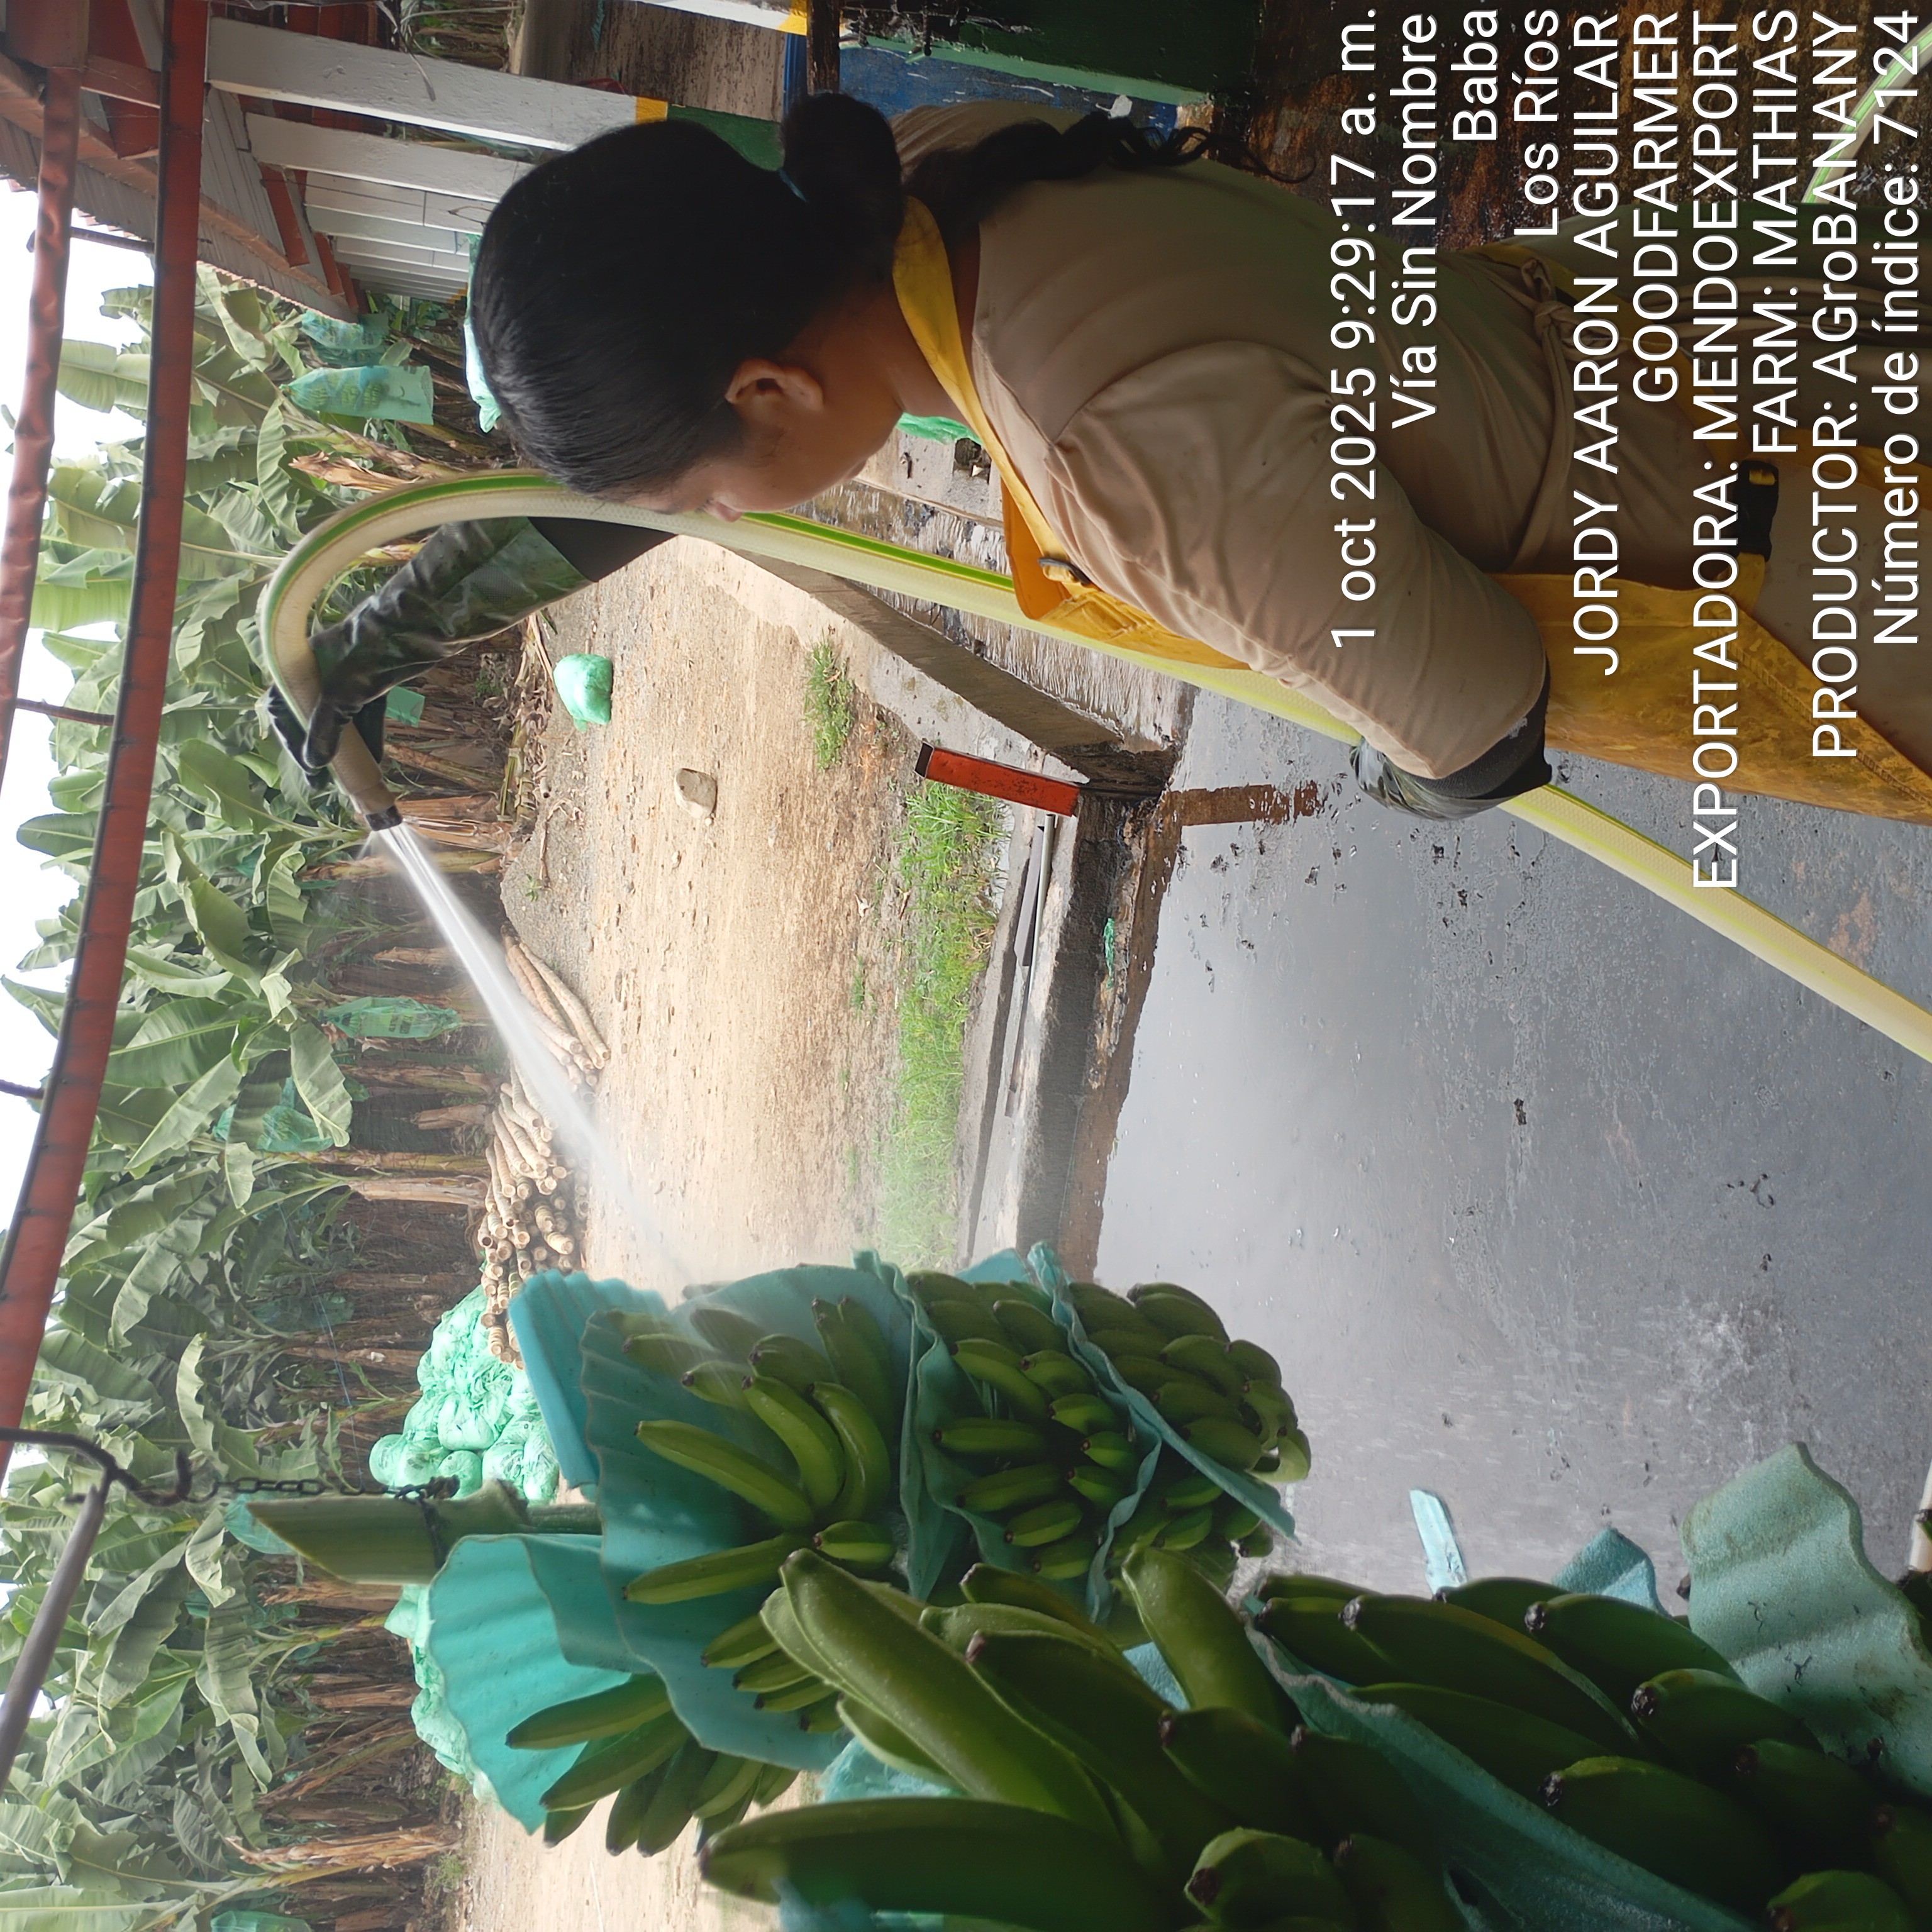 1 oct 2025 9:29:17 a. m.
Vía Sin Nombre
Baba
Los Ríos
JORDY AARON AGUILAR
GOODFARMER
EXPORTADORA: MENDOEXPORT
FARM: MATHIAS
PRODUCTOR: AGroBANANY
Número de índice: 7124